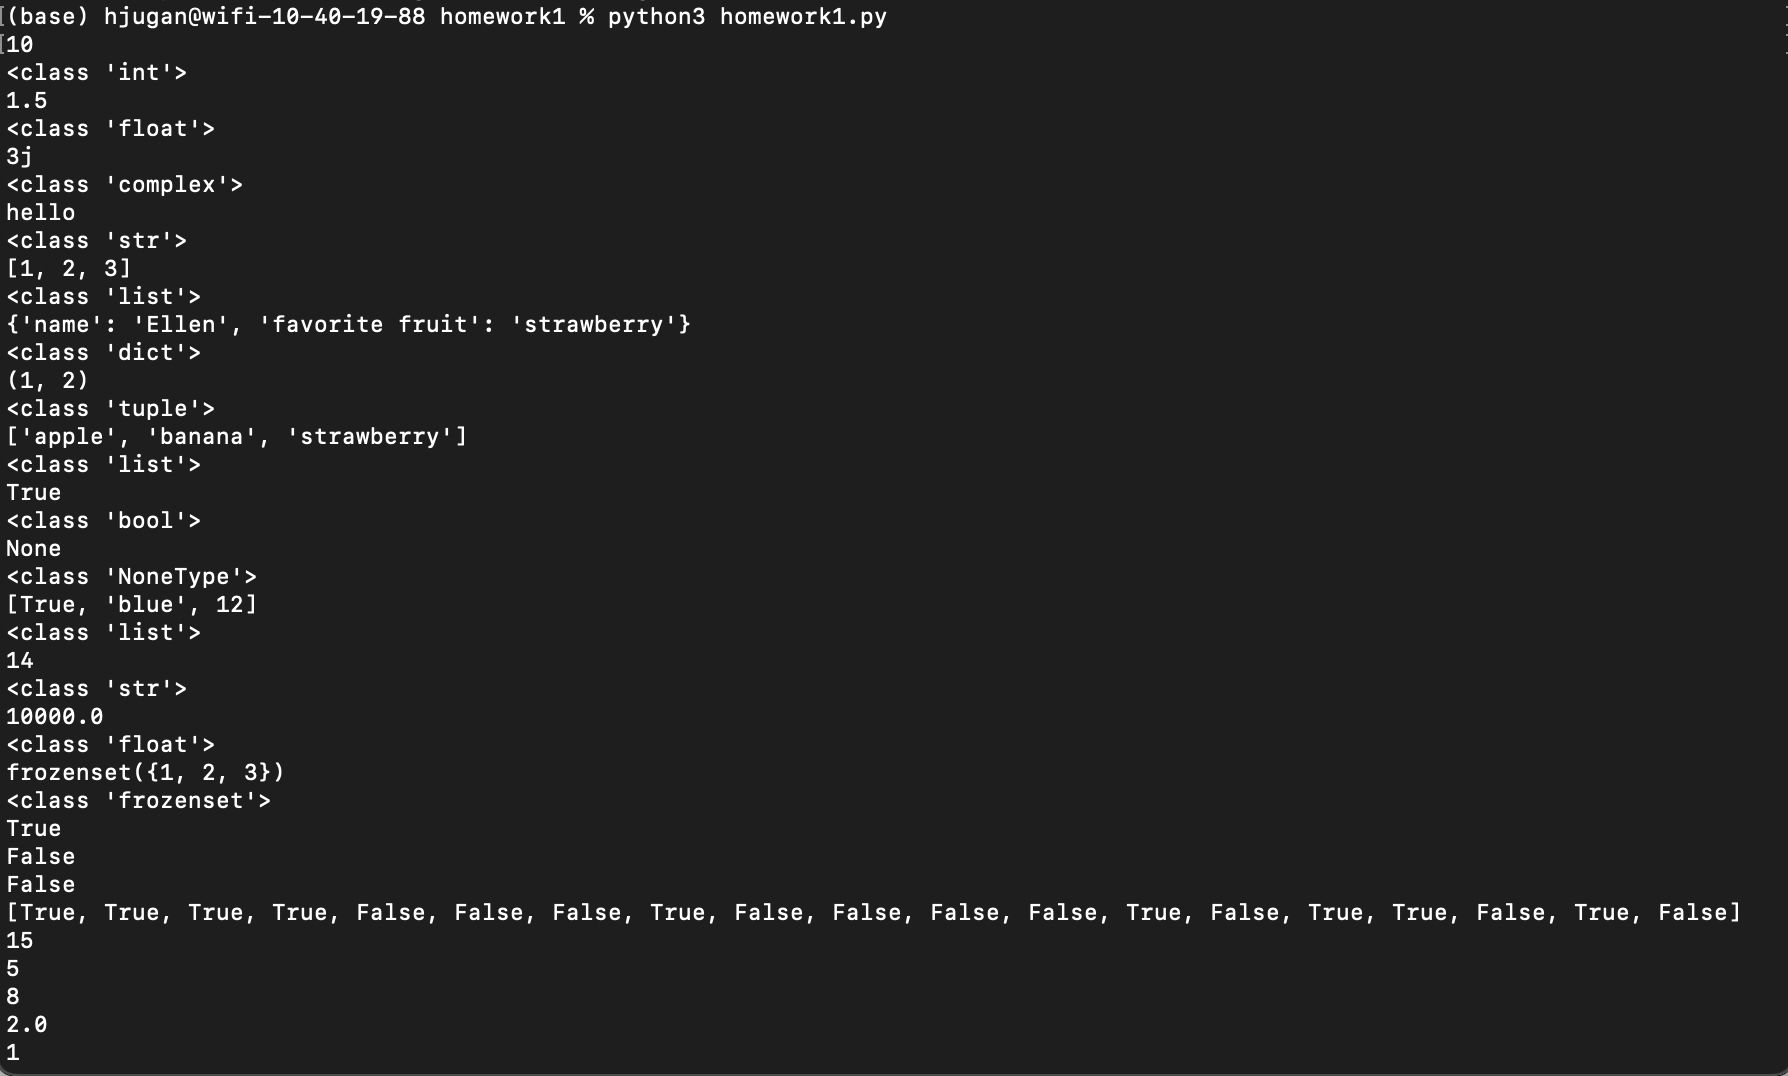 (base) hjugan@wifi-10-40-19-88 homework1 % python3 homework1.py
10
<class 'int'>
1.5
<class 'float'>
3j
<class 'complex'>
hello
<class 'str'>
[1, 2, 3]
<class 'list'>
{'name': 'Ellen', 'favorite fruit': 'strawberry'}
<class 'dict'>
(1, 2)
<class 'tuple'>
['apple', 'banana', 'strawberry']
<class 'list'>
True
<class 'bool'>
None
<class 'NoneType'>
[True, 'blue', 12]
<class 'list'>
14
<class 'str'>
10000.0
<class 'float'>
frozenset({1, 2, 3})
<class 'frozenset'>
True
False
False
[True, True, True, True, False, False, False, True, False, False, False, False, True, False, True, True, False, True, False]
15
5
8
2.0
1